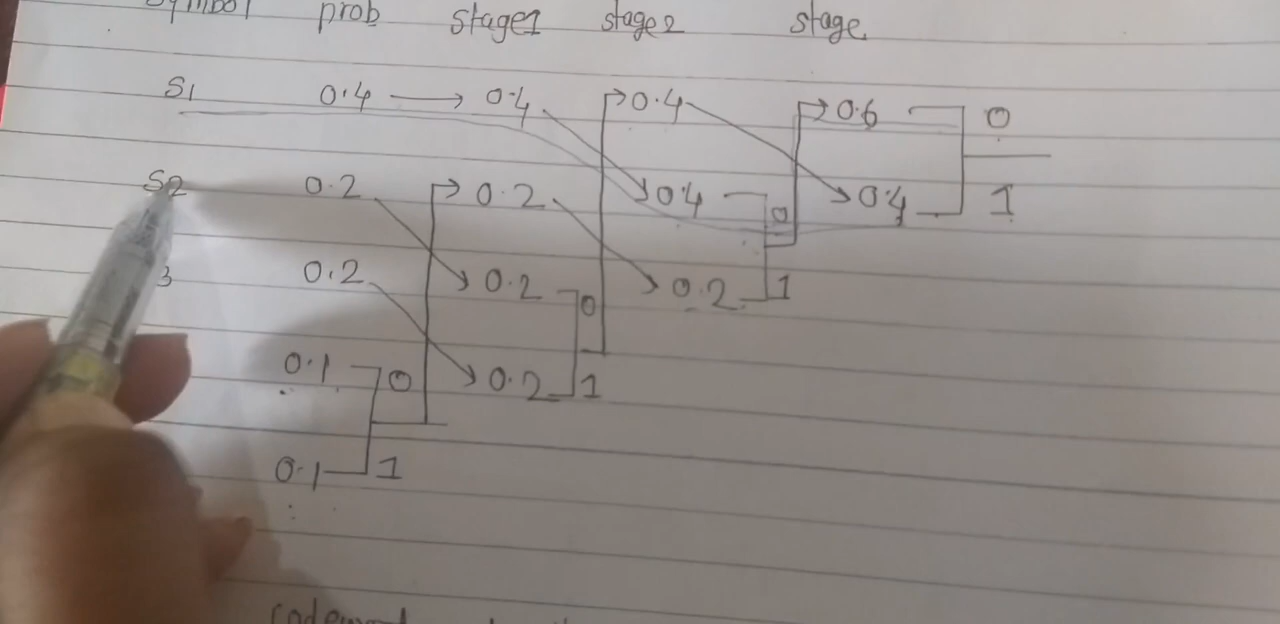 symbol prob stage1 stage2 stage
S1 0.4 → 0.4 → 0.4 → 0.6 0
S2 0.2 → 0.2 → 0.4 0 → 0.4 1
3 0.2 → 0.2 0 → 0.2 1
0.1 0 → 0.2 1
0.1 1